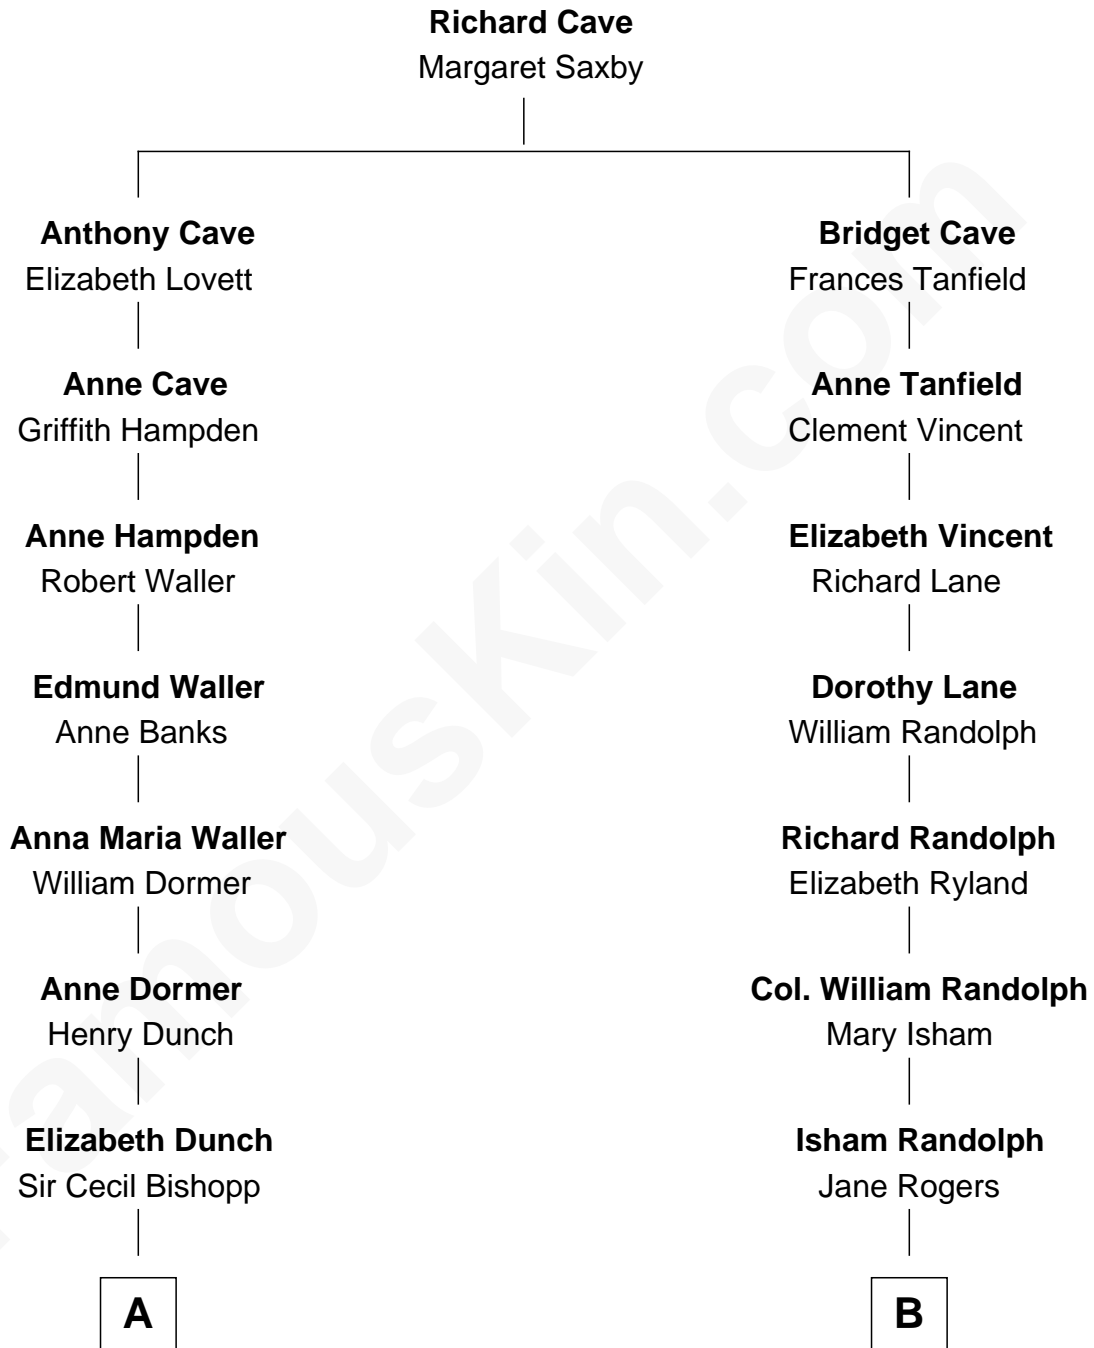 Richard Cave
Margaret Saxby
Anthony Cave
Elizabeth Lovett
Bridget Cave
Frances Tanfield
Anne Cave
Griffith Hampden
Anne Tanfield
Clement Vincent
Anne Hampden
Robert Waller
Elizabeth Vincent
Richard Lane
Edmund Waller
Anne Banks
Dorothy Lane
William Randolph
Anna Maria Waller
William Dormer
Richard Randolph
Elizabeth Ryland
Anne Dormer
Henry Dunch
Col. William Randolph
Mary Isham
Elizabeth Dunch
Sir Cecil Bishopp
Isham Randolph
Jane Rogers
A
B
FamousKin.com